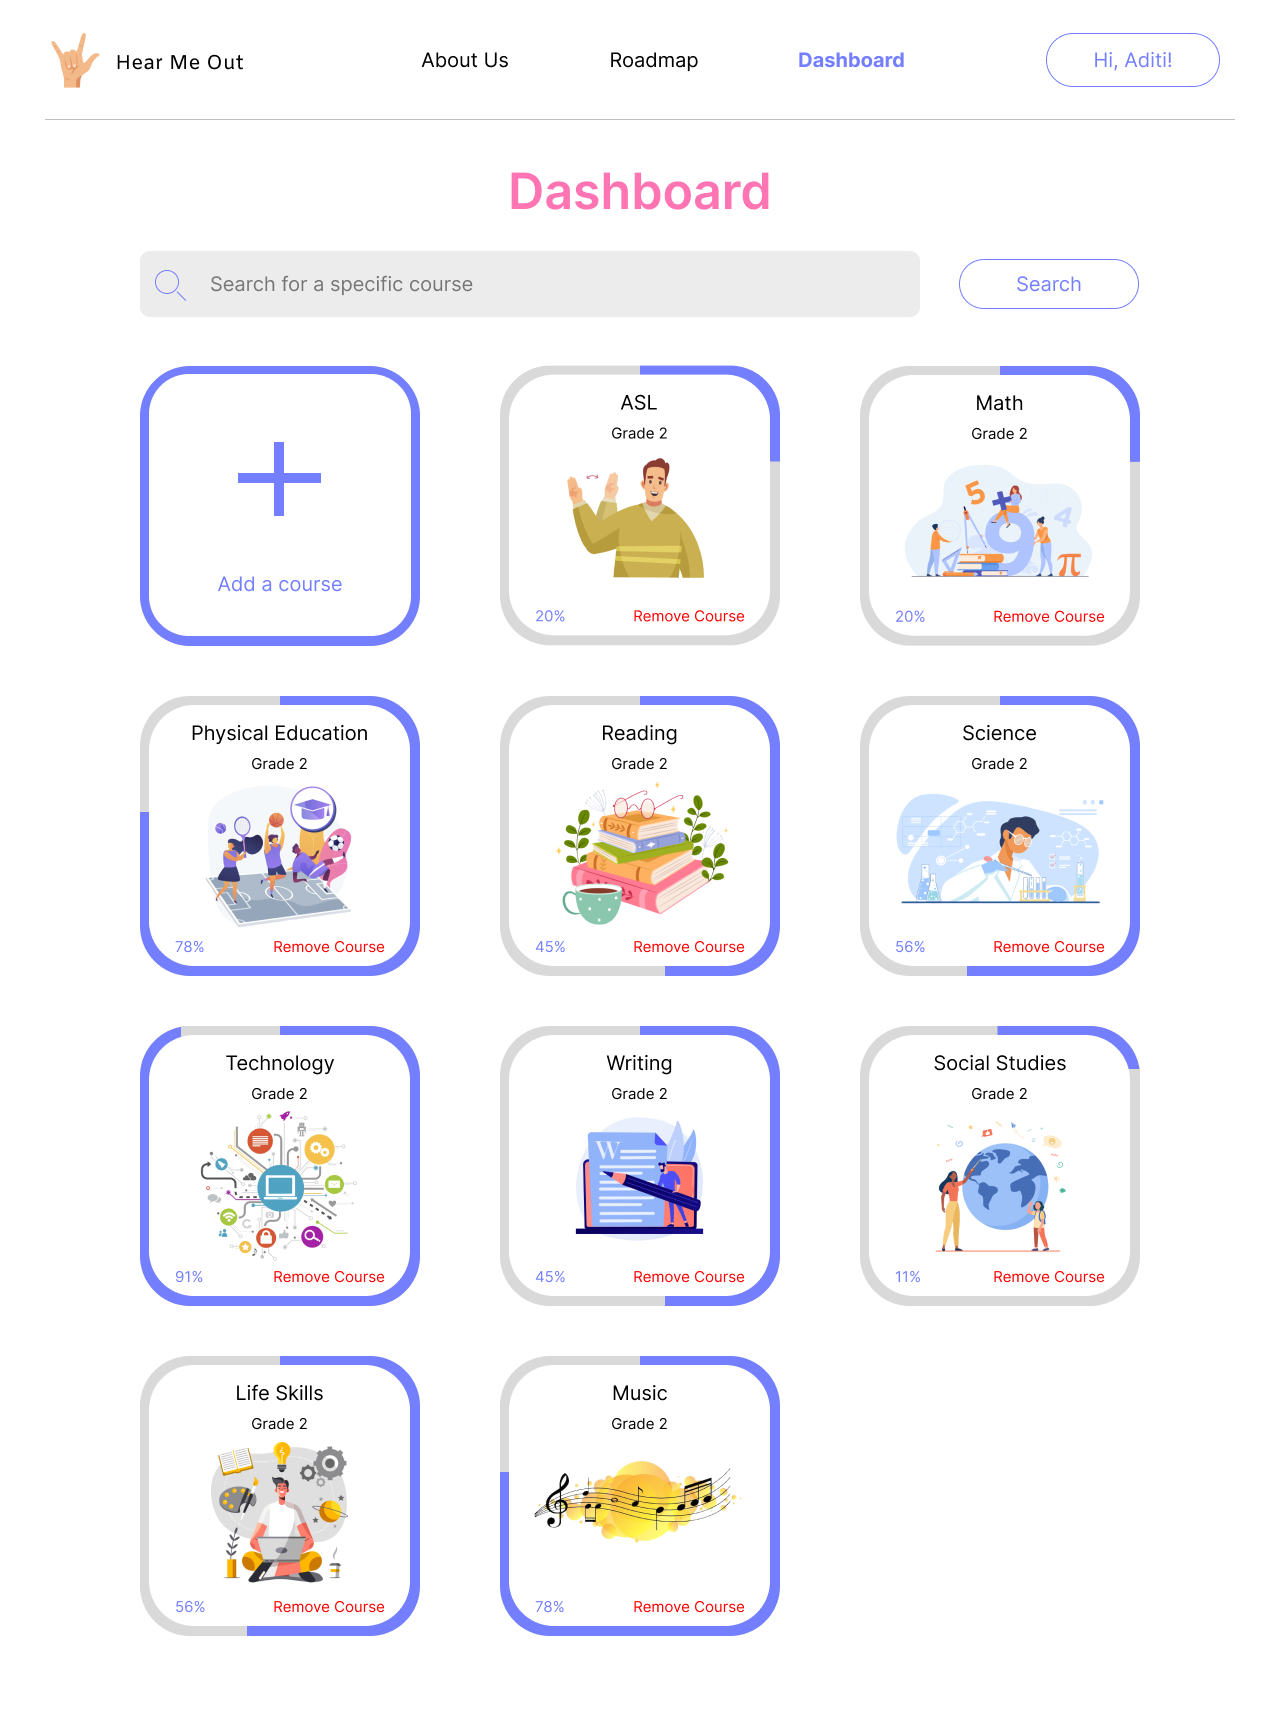 Hear Me Out
About Us
Roadmap
Dashboard
Hi, Aditi!
Dashboard
Search for a specific course
Search
Add a course
ASL
Grade 2
20%
Remove Course
Math
Grade 2
5
+
9
4
π
20%
Remove Course
Physical Education
Grade 2
78%
Remove Course
Reading
Grade 2
45%
Remove Course
Science
Grade 2
56%
Remove Course
Technology
Grade 2
C
91%
Remove Course
Writing
Grade 2
W
45%
Remove Course
Social Studies
Grade 2
11%
Remove Course
Life Skills
Grade 2
56%
Remove Course
Music
Grade 2
78%
Remove Course